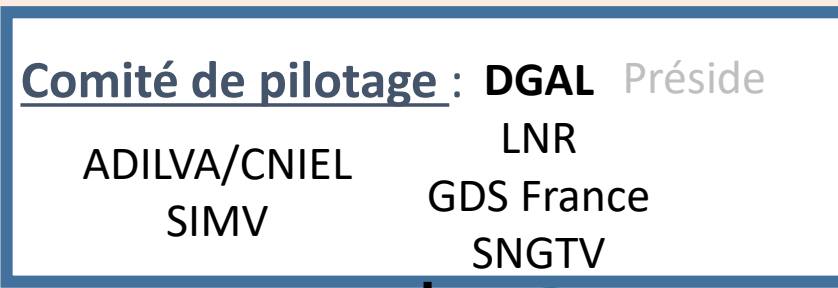 Comité de pilotage : DGAL Préside
LNR
ADILVA/CNIEL
GDS France
SIMV
SNGTV